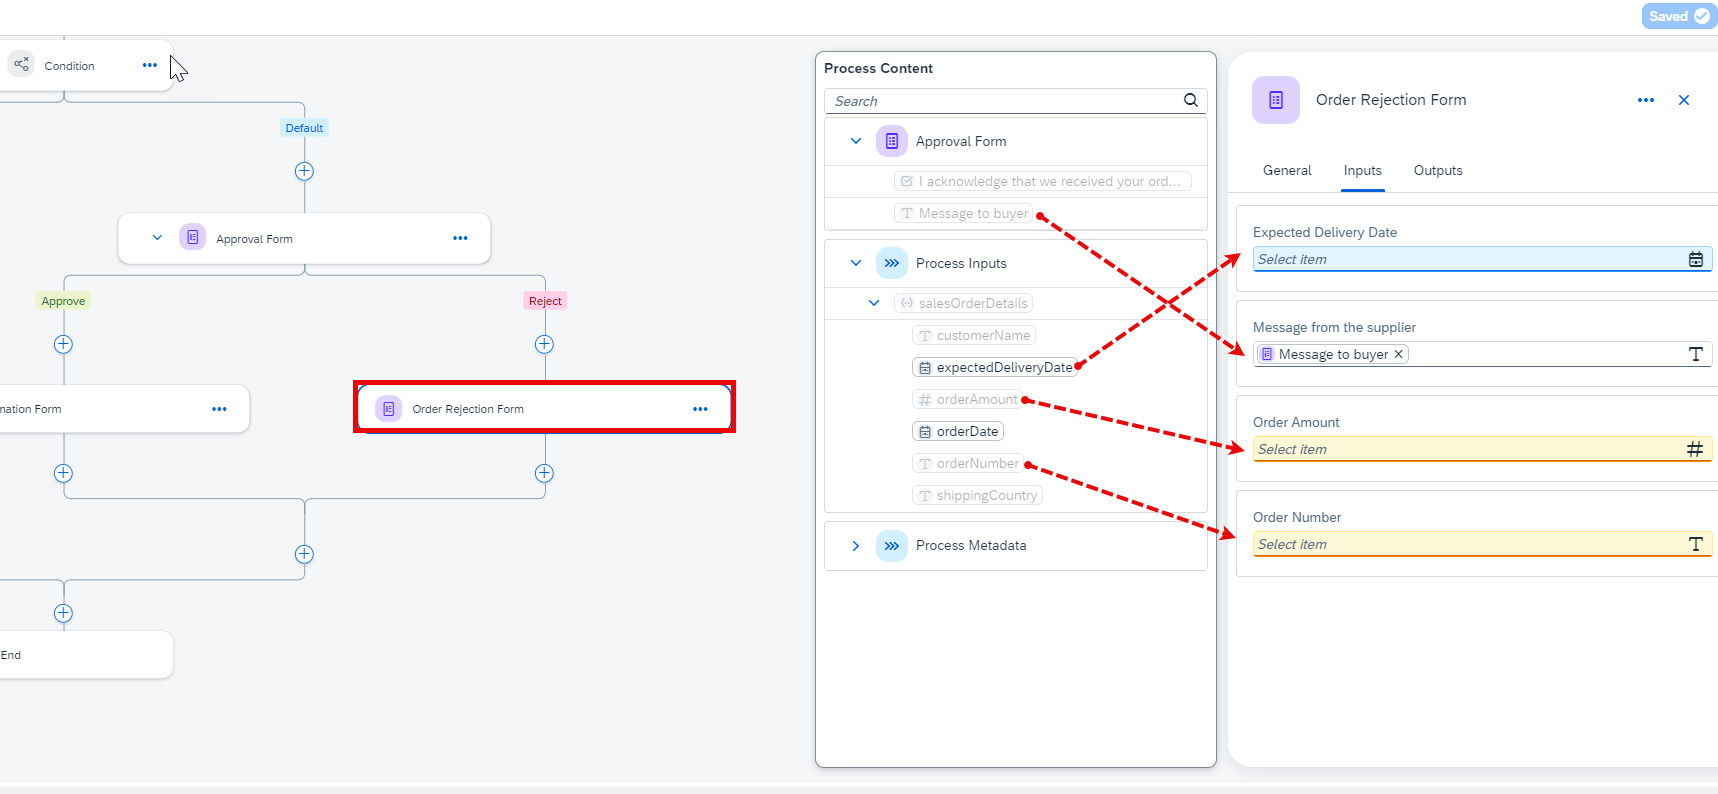 Saved
Condition
Default
Approval Form
Approve
Reject
mation Form
Order Rejection Form
End
Process Content
Search
Approval Form
I acknowledge that we received your ord...
Message to buyer
Process Inputs
salesOrderDetails
customerName
expectedDeliveryDate
orderAmount
orderDate
orderNumber
shippingCountry
Process Metadata
Order Rejection Form
General Inputs Outputs
Expected Delivery Date
Select item
Message from the supplier
Message to buyer
Order Amount
Select item
Order Number
Select item